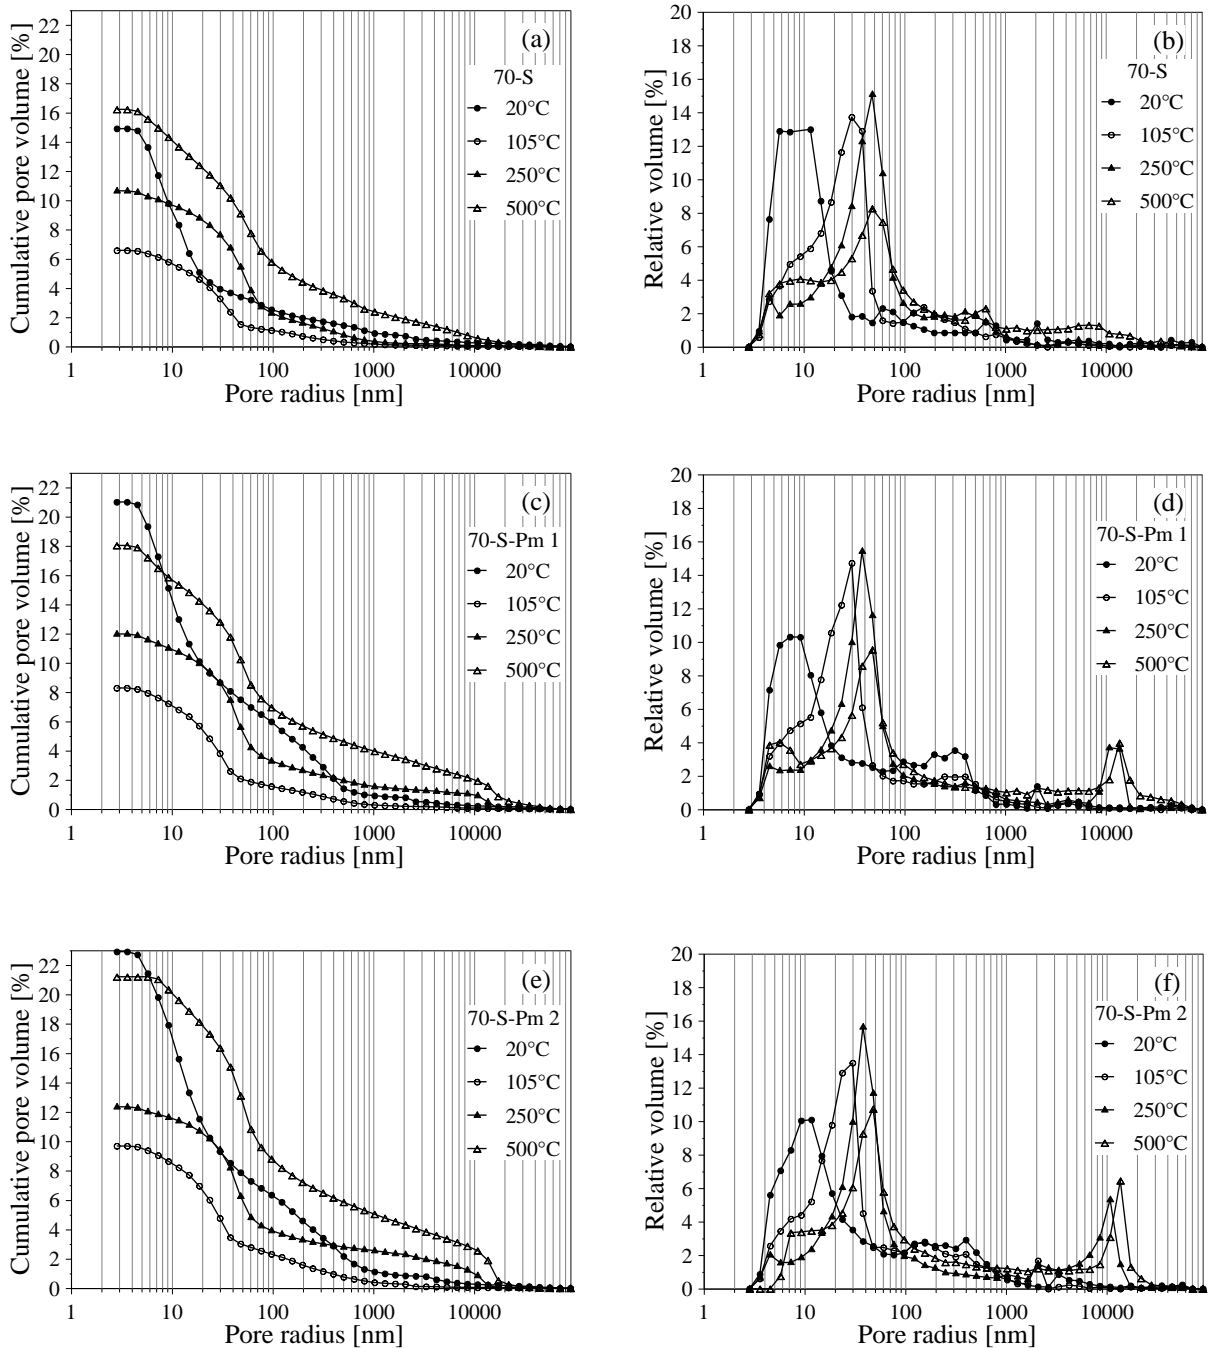 Cumulative pore volume [%]
22
20
18
16
14
12
10
8
6
4
2
0
(a)
70-S
20°C
105°C
250°C
500°C
1 10 100 1000 10000
Pore radius [nm]
Relative volume [%]
20
18
16
14
12
10
8
6
4
2
0
(b)
70-S
20°C
105°C
250°C
500°C
1 10 100 1000 10000
Pore radius [nm]
Cumulative pore volume [%]
22
20
18
16
14
12
10
8
6
4
2
0
(c)
70-S-Pm 1
20°C
105°C
250°C
500°C
1 10 100 1000 10000
Pore radius [nm]
Relative volume [%]
20
18
16
14
12
10
8
6
4
2
0
(d)
70-S-Pm 1
20°C
105°C
250°C
500°C
1 10 100 1000 10000
Pore radius [nm]
Cumulative pore volume [%]
22
20
18
16
14
12
10
8
6
4
2
0
(e)
70-S-Pm 2
20°C
105°C
250°C
500°C
1 10 100 1000 10000
Pore radius [nm]
Relative volume [%]
20
18
16
14
12
10
8
6
4
2
0
(f)
70-S-Pm 2
20°C
105°C
250°C
500°C
1 10 100 1000 10000
Pore radius [nm]